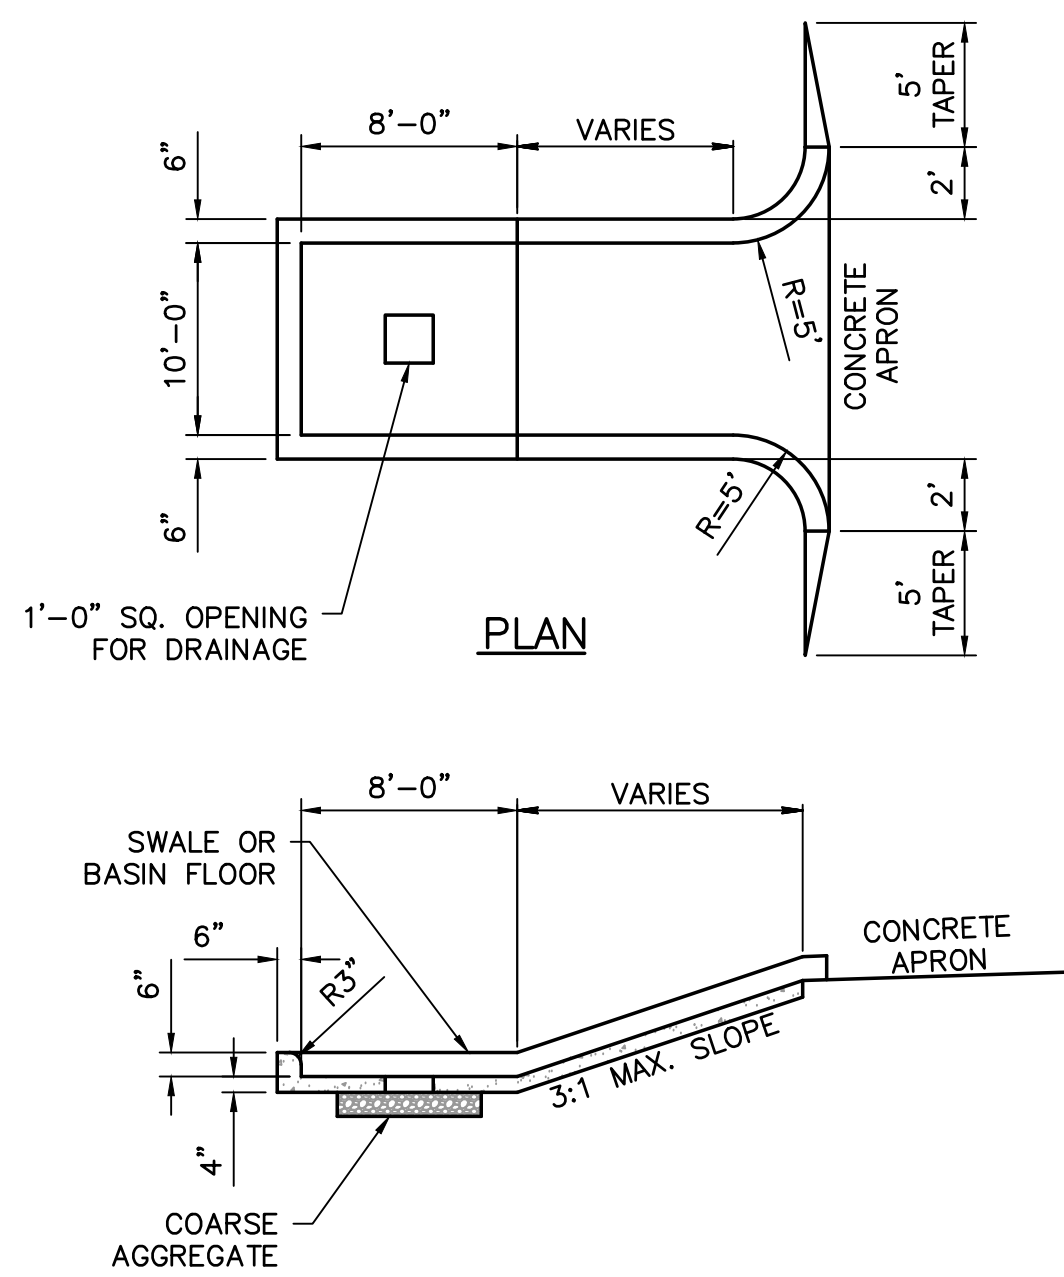 5'
TAPER
8'-0"
VARIES
6"
2'
10'-0"
R=5'
CONCRETE
APRON
6"
R=5'
2'
5'
TAPER
1'-0" SQ. OPENING
FOR DRAINAGE
PLAN
8'-0"
VARIES
SWALE OR
BASIN FLOOR
6"
CONCRETE
APRON
6"
R3"
3:1 MAX. SLOPE
4"
COARSE
AGGREGATE